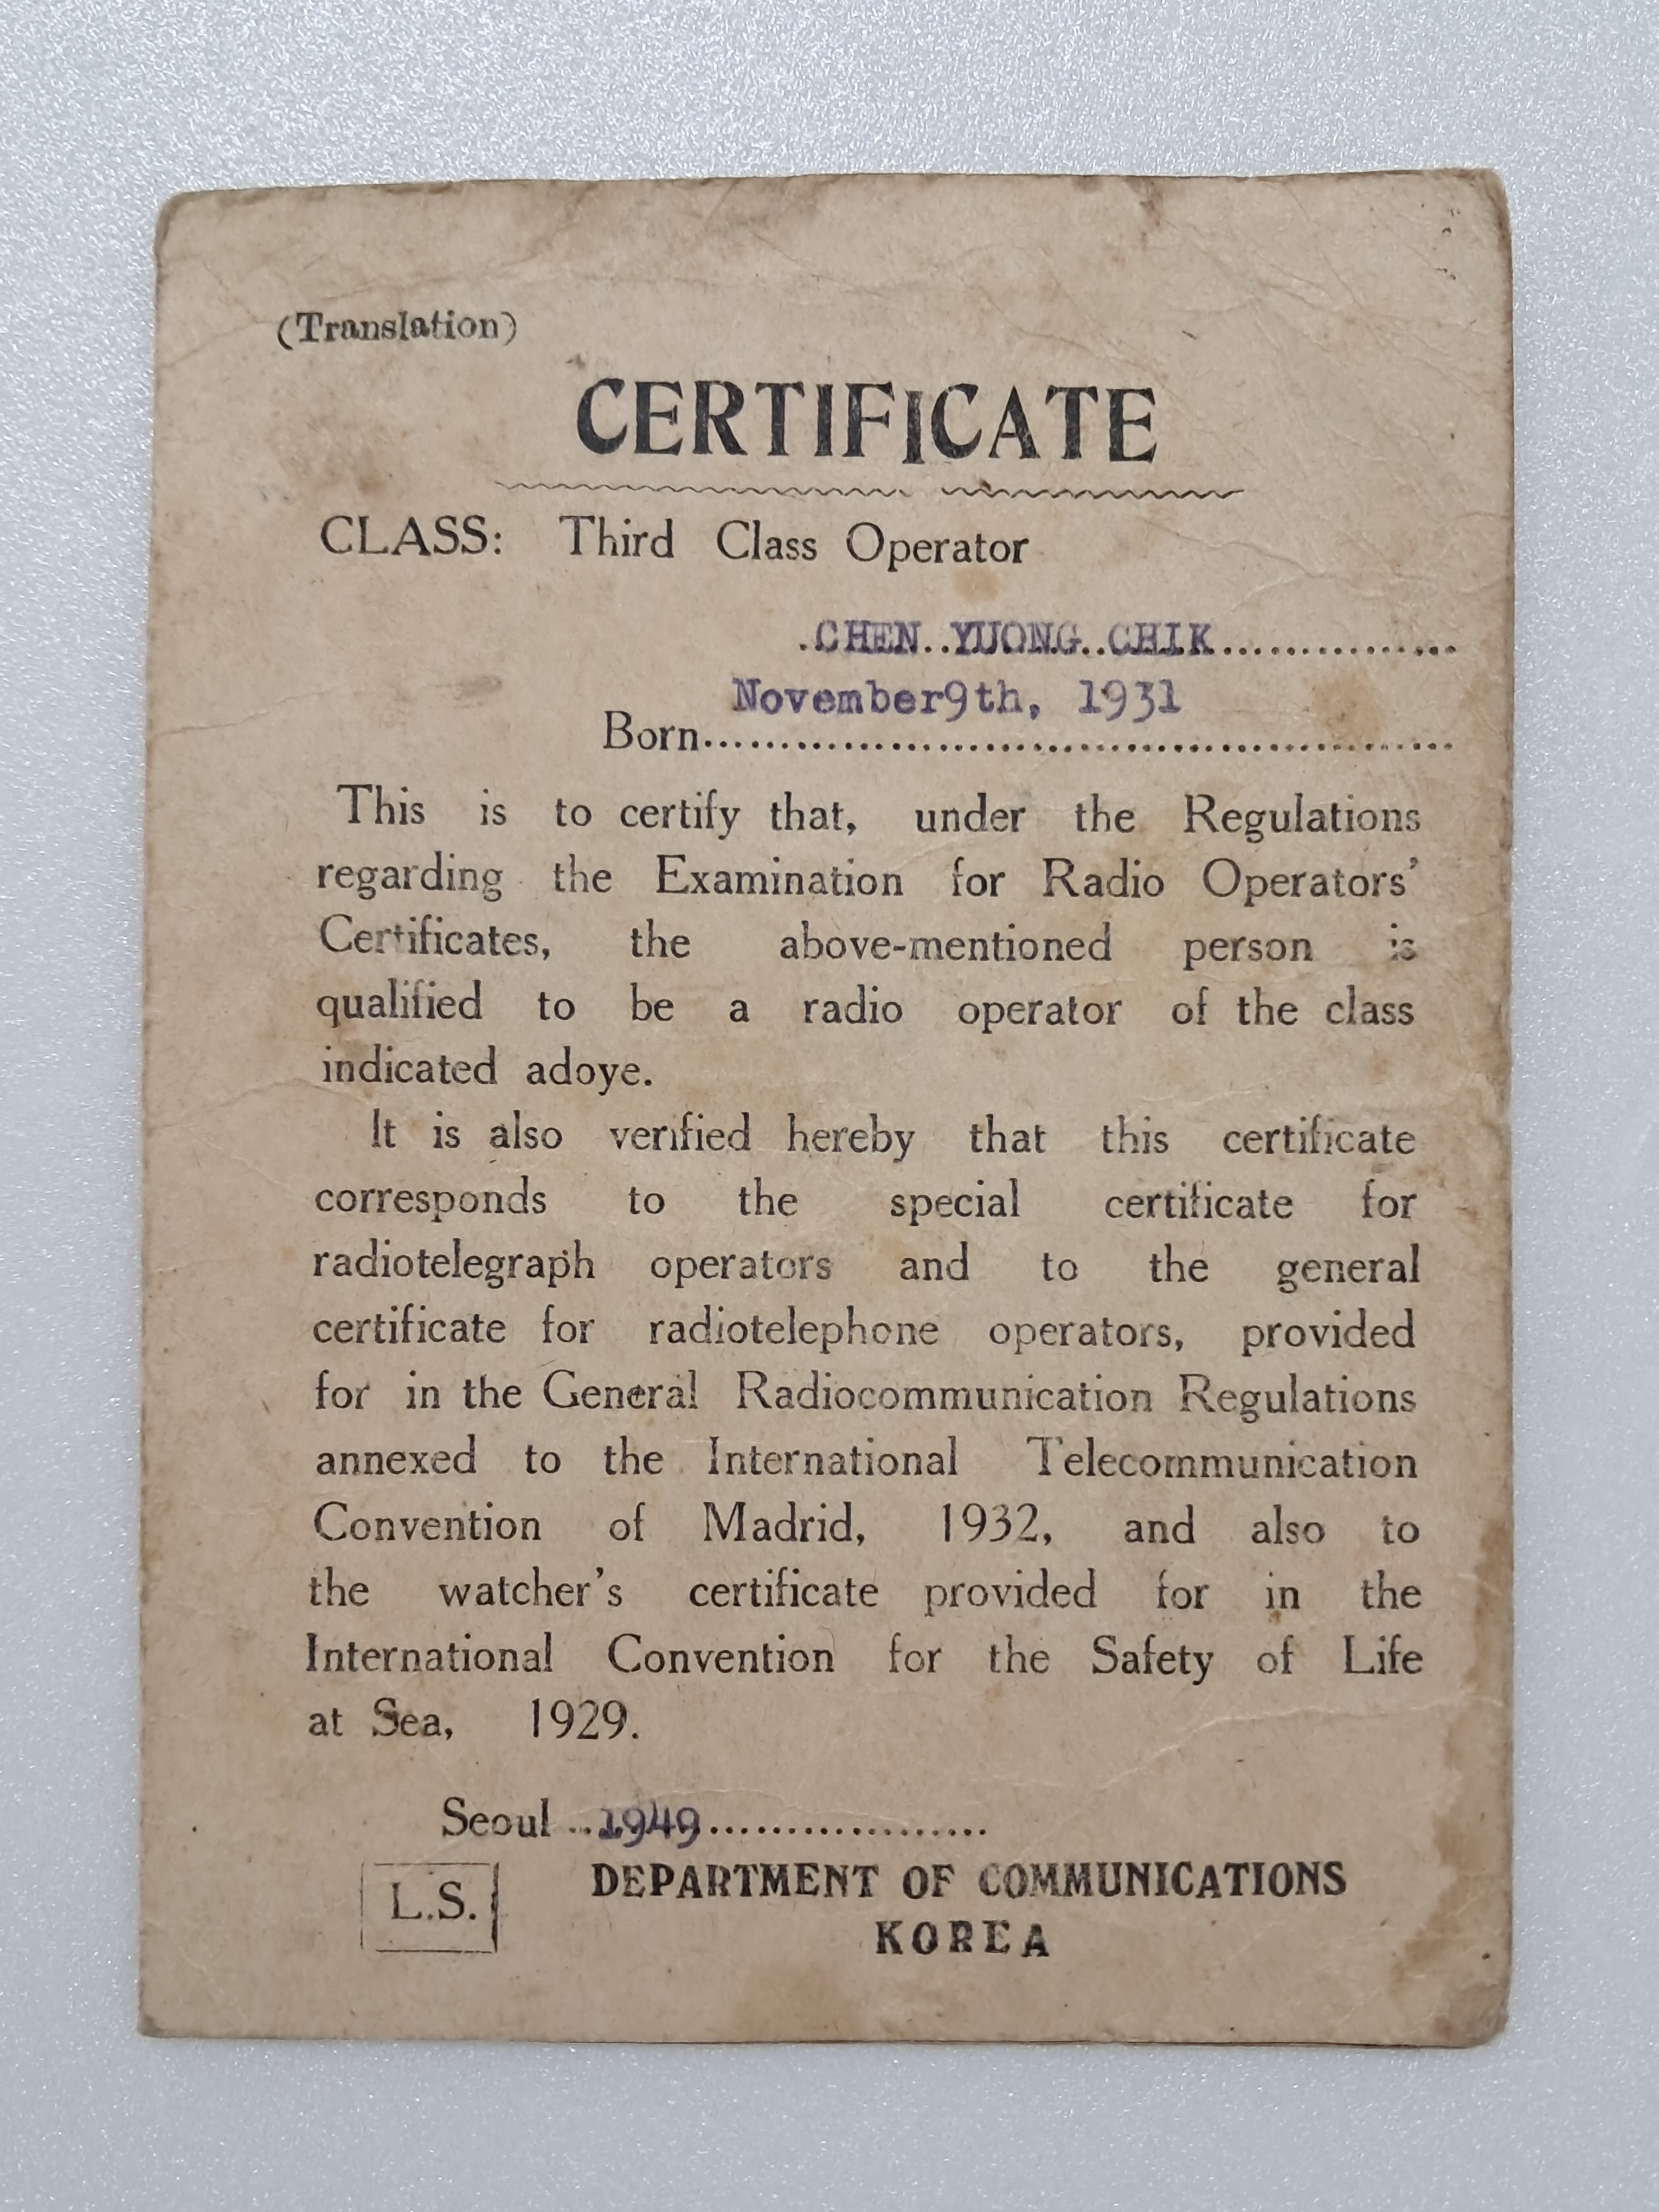 (Translation)
CERTIFICATE
CLASS: Third Class Operator
.CHEN..YUONG..CHIK...............
November9th, 1931
Born................................................
This is to certify that, under the Regulations
regarding the Examination for Radio Operators'
Certificates, the above-mentioned person is
qualified to be a radio operator of the class
indicated adoye.
It is also verified hereby that this certificate
corresponds to the special certificate for
radiotelegraph operators and to the general
certificate for radiotelephone operators, provided
for in the General Radiocommunication Regulations
annexed to the International Telecommunication
Convention of Madrid, 1932, and also to
the watcher's certificate provided for in the
International Convention for the Safety of Life
at Sea, 1929.
Seoul ..1949..................
L.S.
DEPARTMENT OF COMMUNICATIONS
KOREA